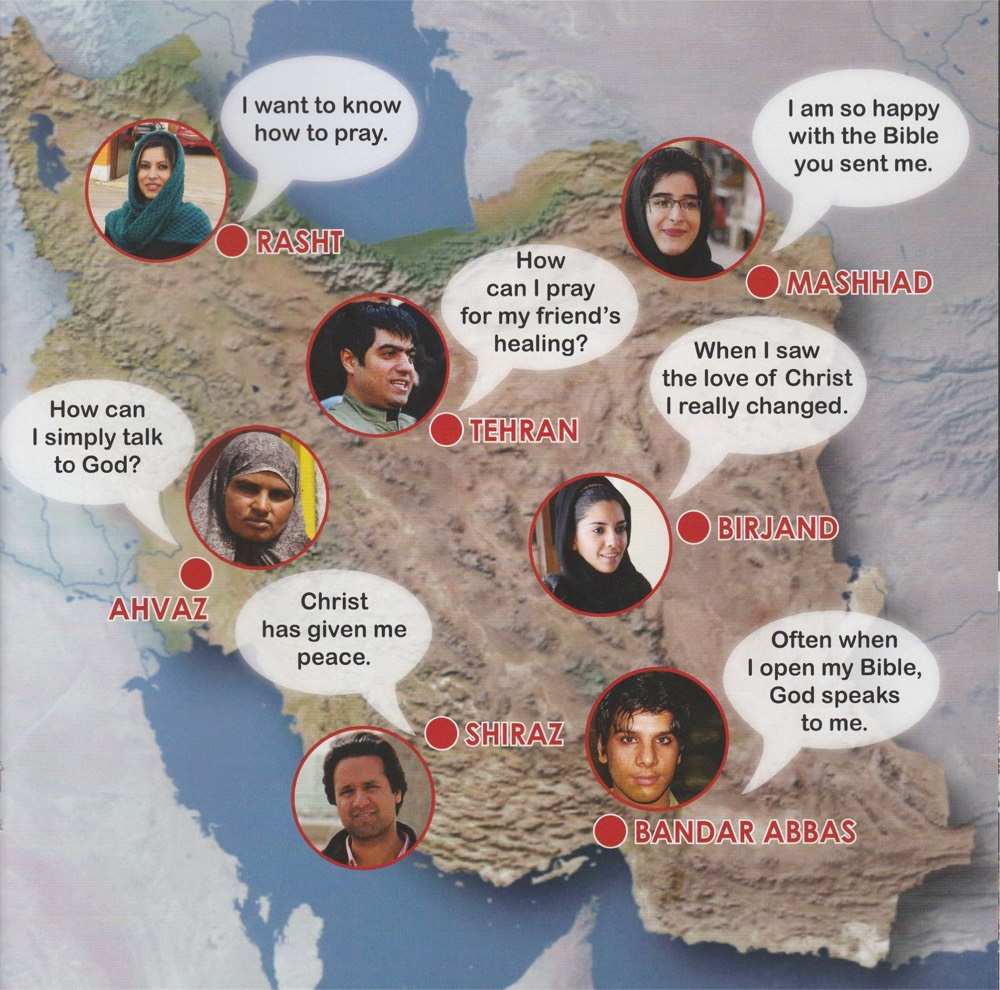 I want to know
how to pray.
RASHT
I am so happy
with the Bible
you sent me.
MASHHAD
How
can I pray
for my friend's
healing?
TEHRAN
When I saw
the love of Christ
I really changed.
BIRJAND
How can
I simply talk
to God?
AHVAZ
Christ
has given me
peace.
SHIRAZ
Often when
I open my Bible,
God speaks
to me.
BANDAR ABBAS